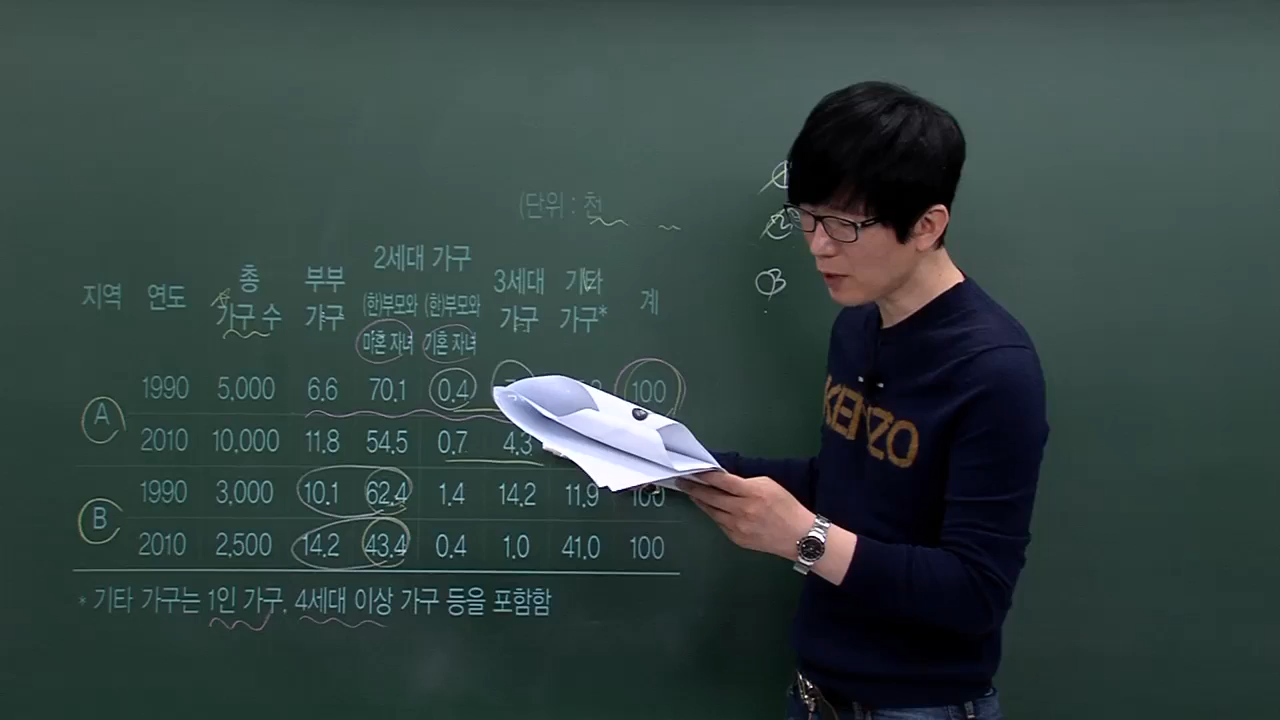 (단위 : 천
지역 연도 총 가구 수 부부 가구 2세대 가구 (한)부모와 미혼 자녀 (한)부모와 기혼 자녀 3세대 가구 기타 가구* 계
A 1990 5,000 6.6 70.1 0.4 100
2010 10,000 11.8 54.5 0.7 4.3
B 1990 3,000 10.1 62.4 1.4 14.2 11.9 100
2010 2,500 14.2 43.4 0.4 1.0 41.0 100
* 기타 가구는 1인 가구, 4세대 이상 가구 등을 포함함
①
②
③
KENZO